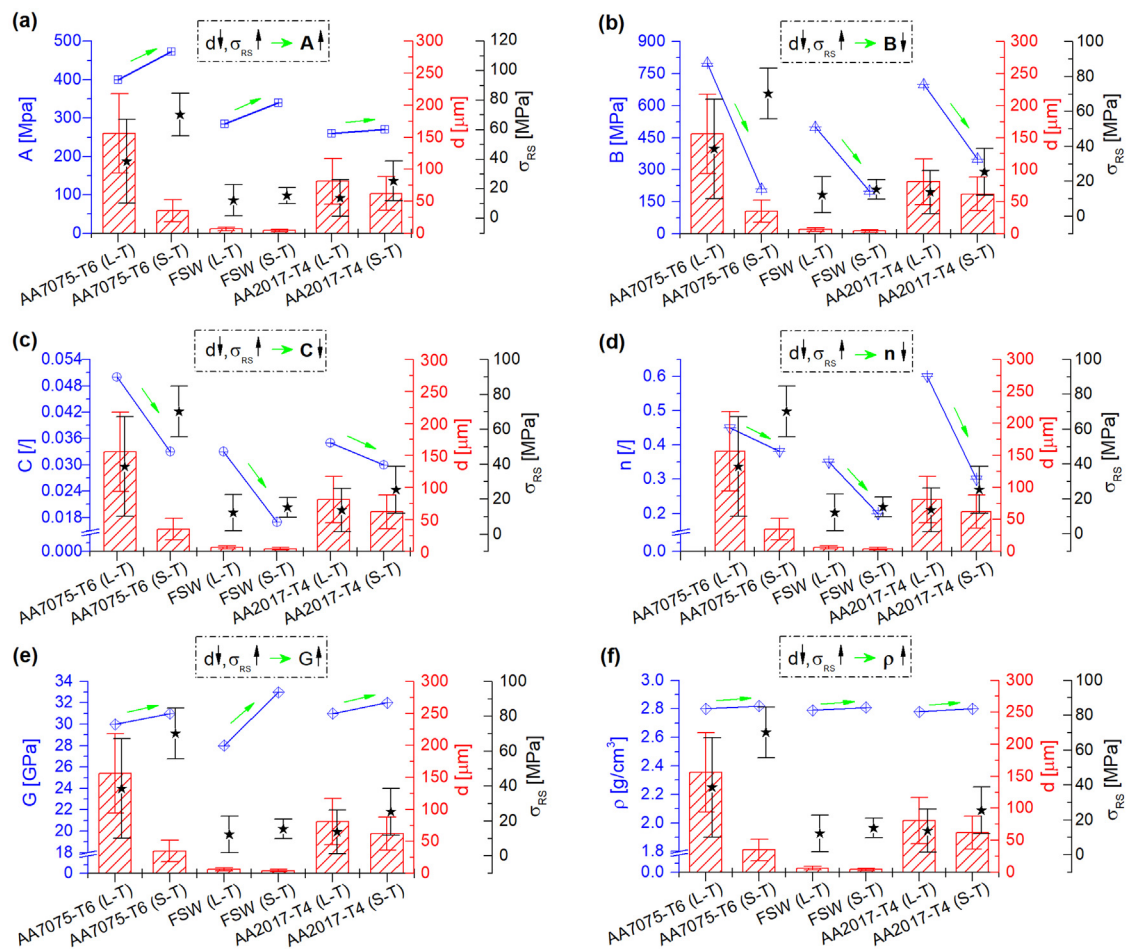 (a)
d↓,σRS↑ → A↑
A [Mpa]
500
400
300
200
100
0
d [μm]
300
250
200
150
100
50
0
σRS [MPa]
120
100
80
60
40
20
0
AA7075-T6 (L-T)
AA7075-T6 (S-T)
FSW (L-T)
FSW (S-T)
AA2017-T4 (L-T)
AA2017-T4 (S-T)
(b)
d↓,σRS↑ → B↓
B [MPa]
900
750
600
450
300
150
0
d [μm]
300
250
200
150
100
50
0
σRS [MPa]
100
80
60
40
20
0
AA7075-T6 (L-T)
AA7075-T6 (S-T)
FSW (L-T)
FSW (S-T)
AA2017-T4 (L-T)
AA2017-T4 (S-T)
(c)
d↓,σRS↑ → C↓
C [/]
0.054
0.048
0.042
0.036
0.030
0.024
0.018
0.000
d [μm]
300
250
200
150
100
50
0
σRS [MPa]
100
80
60
40
20
0
AA7075-T6 (L-T)
AA7075-T6 (S-T)
FSW (L-T)
FSW (S-T)
AA2017-T4 (L-T)
AA2017-T4 (S-T)
(d)
d↓,σRS↑ → n↓
n [/]
0.6
0.5
0.4
0.3
0.2
0.0
d [μm]
300
250
200
150
100
50
0
σRS [MPa]
100
80
60
40
20
0
AA7075-T6 (L-T)
AA7075-T6 (S-T)
FSW (L-T)
FSW (S-T)
AA2017-T4 (L-T)
AA2017-T4 (S-T)
(e)
d↓,σRS↑ → G↑
G [GPa]
34
32
30
28
26
24
22
20
18
0
d [μm]
300
250
200
150
100
50
0
σRS [MPa]
100
80
60
40
20
0
AA7075-T6 (L-T)
AA7075-T6 (S-T)
FSW (L-T)
FSW (S-T)
AA2017-T4 (L-T)
AA2017-T4 (S-T)
(f)
d↓,σRS↑ → ρ↑
ρ [g/cm³]
3.0
2.8
2.6
2.4
2.2
2.0
1.8
0.0
d [μm]
300
250
200
150
100
50
0
σRS [MPa]
100
80
60
40
20
0
AA7075-T6 (L-T)
AA7075-T6 (S-T)
FSW (L-T)
FSW (S-T)
AA2017-T4 (L-T)
AA2017-T4 (S-T)